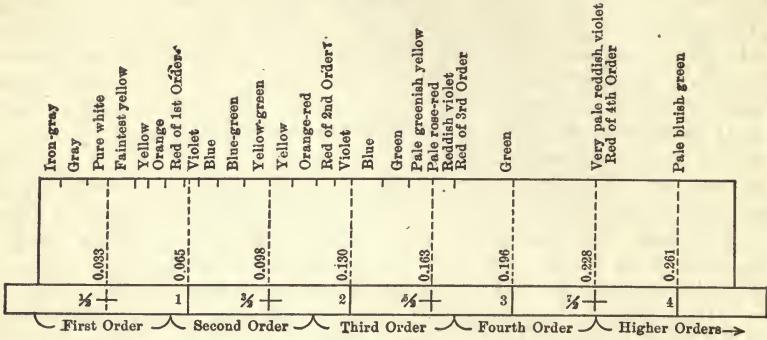 Iron-gray
Gray
Pure white
Faintest yellow
Yellow
Orange
Red of 1st Order
Violet
Blue
Blue-green
Yellow-green
Yellow
Orange-red
Red of 2nd Order
Violet
Blue
Green
Pale greenish yellow
Pale rose-red
Reddish violet
Red of 3rd Order
Green
Very pale reddish violet
Red of 4th Order
Pale bluish green
0.033 0.065 0.098 0.130 0.163 0.196 0.228 0.261
½ 1 3/2 2 5/2 3 7/2 4
First Order Second Order Third Order Fourth Order Higher Orders→